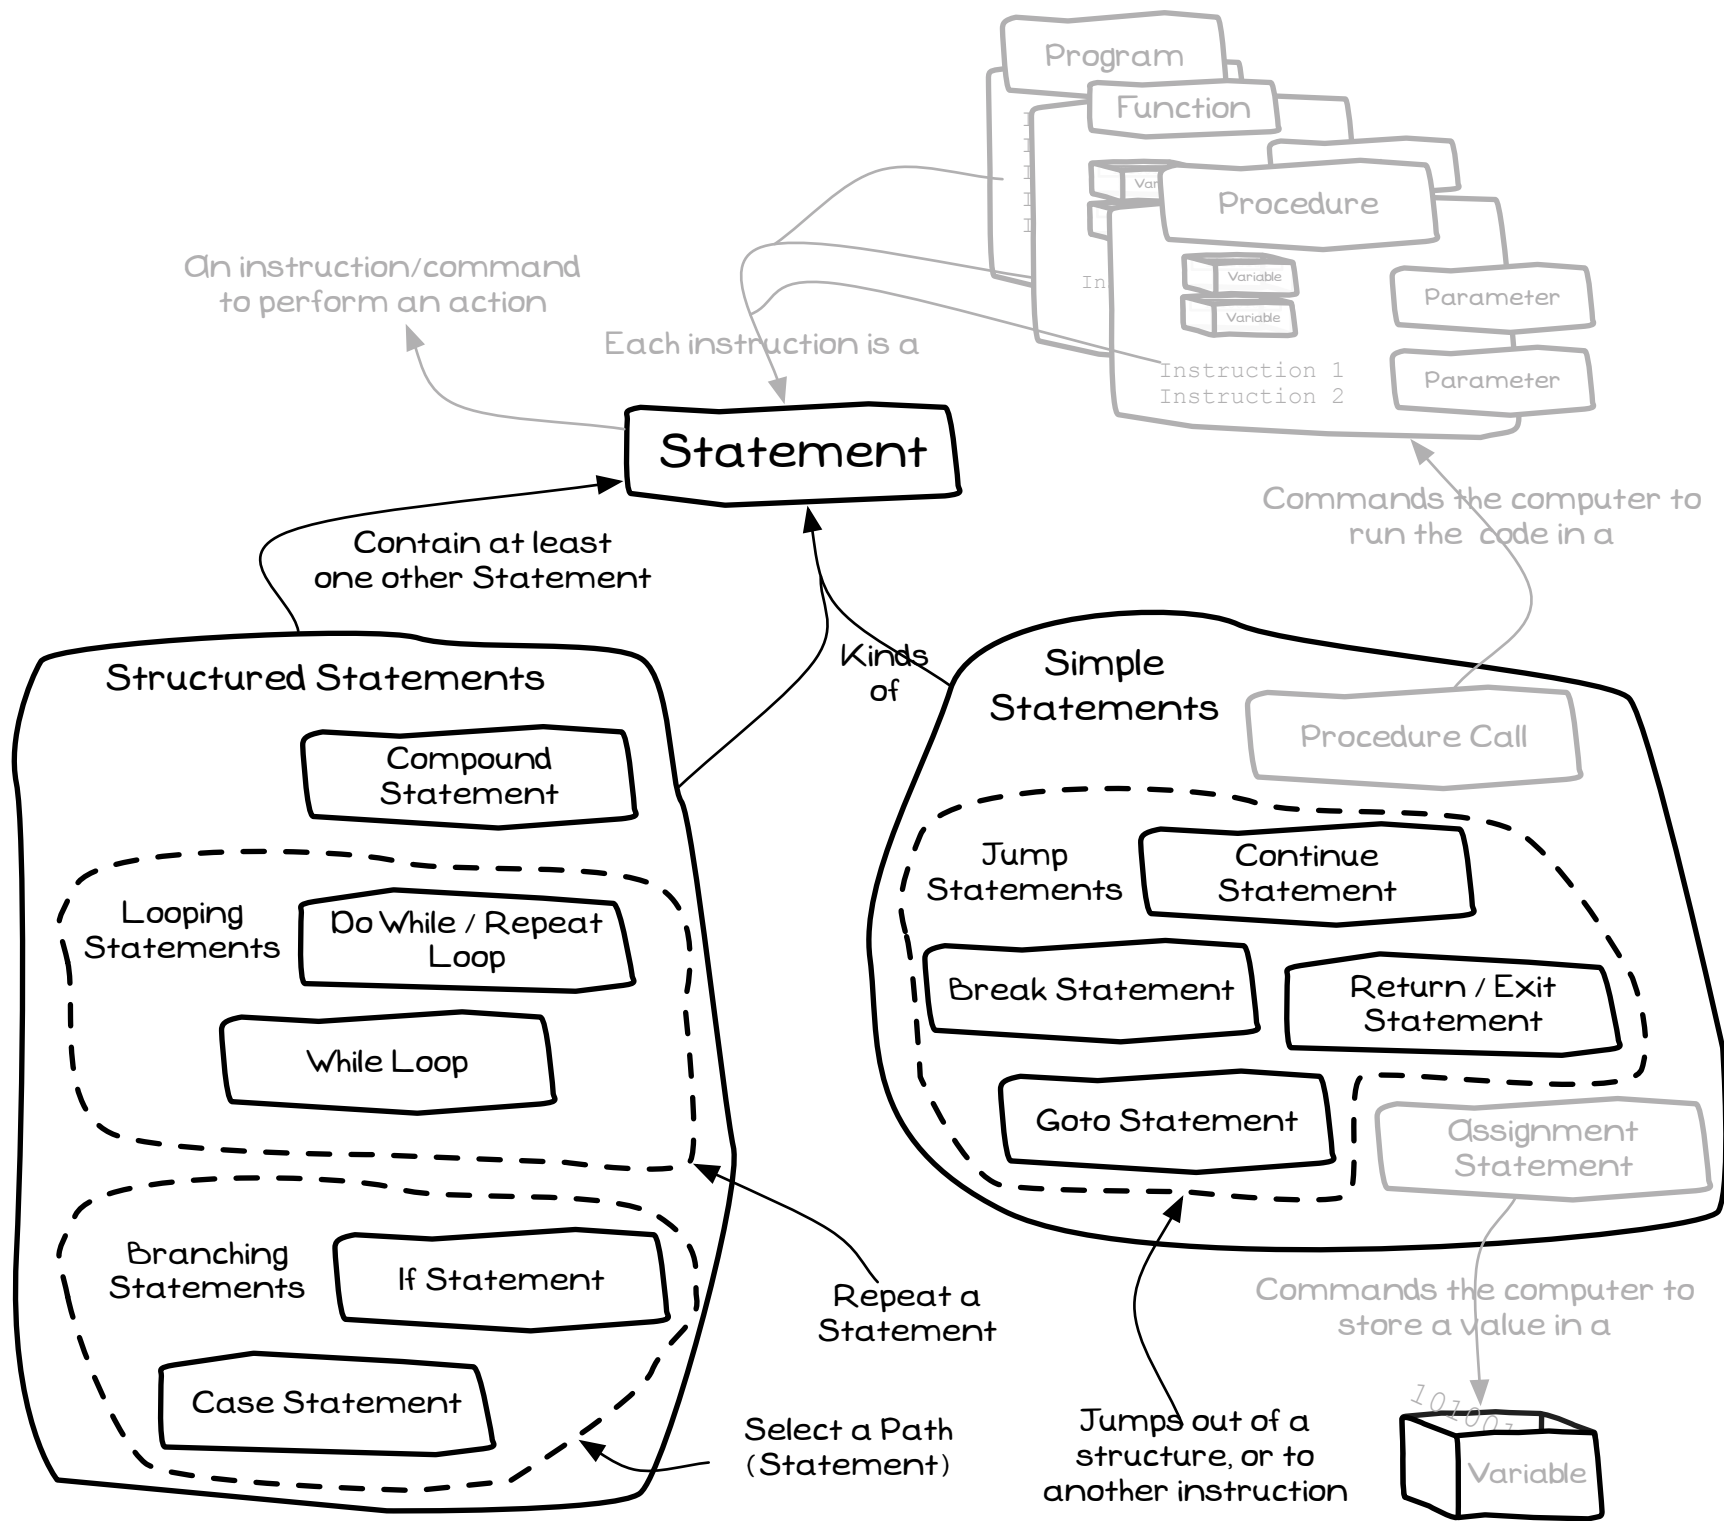 Program
Function
Var
Procedure
Variable
Variable
Parameter
Parameter
In
Instruction 1
Instruction 2
An instruction/command
to perform an action
Each instruction is a
Statement
Commands the computer to
run the code in a
Contain at least
one other Statement
Kinds
of
Structured Statements
Compound
Statement
Looping
Statements
Do While / Repeat
Loop
While Loop
Branching
Statements
If Statement
Case Statement
Repeat a
Statement
Select a Path
(Statement)
Simple
Statements
Procedure Call
Jump
Statements
Continue
Statement
Break Statement
Return / Exit
Statement
Goto Statement
Assignment
Statement
Commands the computer to
store a value in a
Jumps out of a
structure, or to
another instruction
101001
Variable